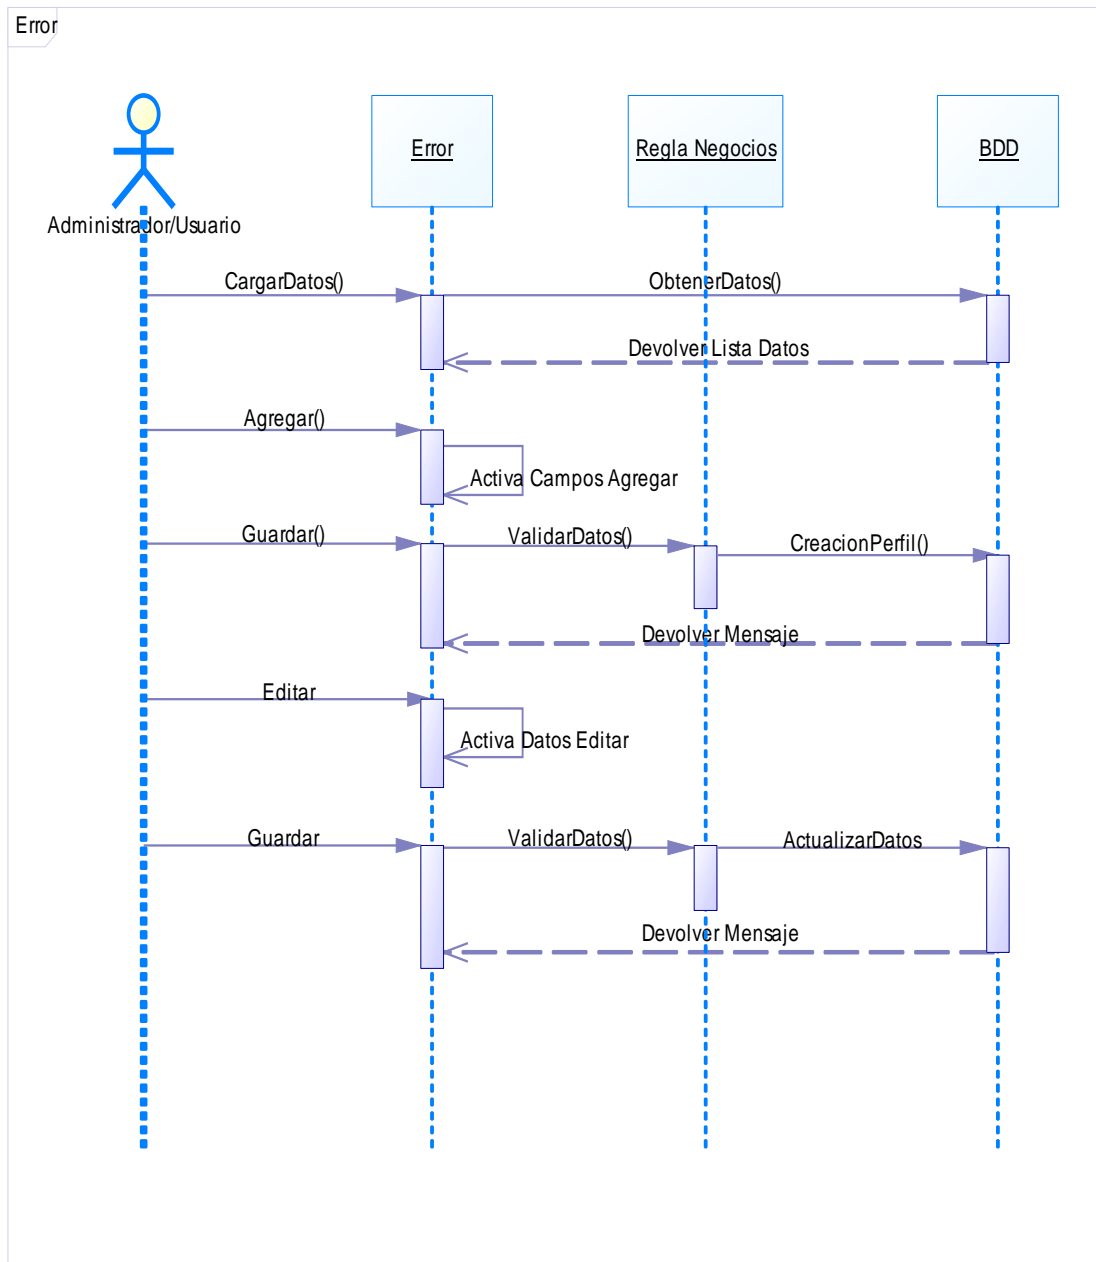 Error
Error
Regla Negocios
BDD
Administrador/Usuario
CargarDatos()
ObtenerDatos()
Devolver Lista Datos
Agregar()
Activa Campos Agregar
Guardar()
ValidarDatos()
CreacionPerfil()
Devolver Mensaje
Editar
Activa Datos Editar
Guardar
ValidarDatos()
ActualizarDatos
Devolver Mensaje